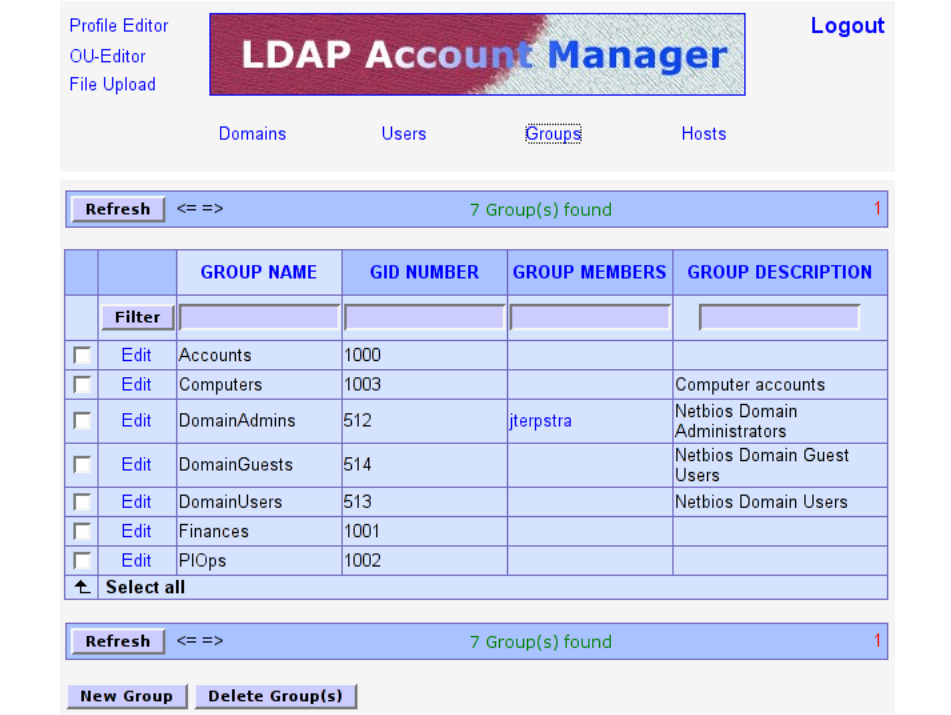 Profile Editor
OU-Editor
File Upload
LDAP Account Manager
Logout
Domains Users Groups Hosts
Refresh <= => 7 Group(s) found 1
GROUP NAME GID NUMBER GROUP MEMBERS GROUP DESCRIPTION
Filter
Edit Accounts 1000
Edit Computers 1003 Computer accounts
Edit DomainAdmins 512 jterpstra Netbios Domain
Administrators
Edit DomainGuests 514 Netbios Domain Guest
Users
Edit DomainUsers 513 Netbios Domain Users
Edit Finances 1001
Edit PIOps 1002
Select all
Refresh <= => 7 Group(s) found 1
New Group Delete Group(s)